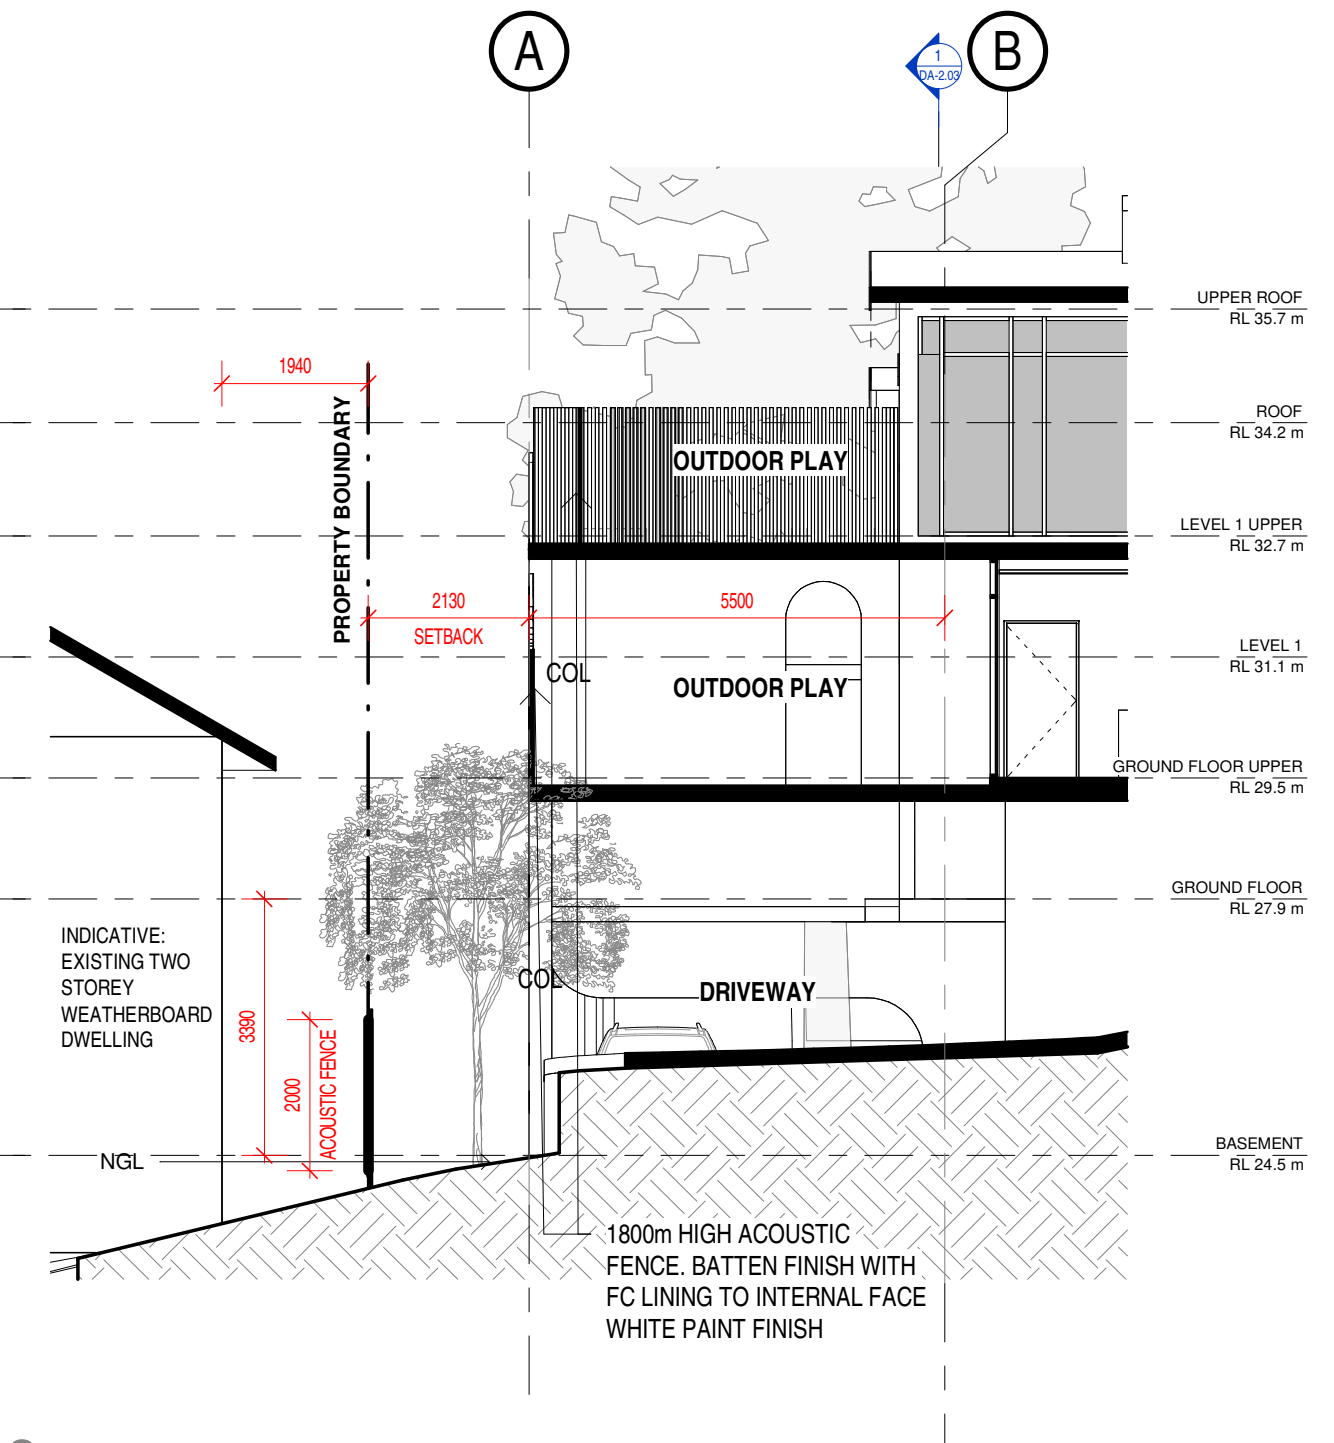 A
1
DA-2.03
B
UPPER ROOF
RL 35.7 m
1940
PROPERTY BOUNDARY
ROOF
RL 34.2 m
OUTDOOR PLAY
LEVEL 1 UPPER
RL 32.7 m
2130
5500
SETBACK
LEVEL 1
RL 31.1 m
COL
OUTDOOR PLAY
GROUND FLOOR UPPER
RL 29.5 m
GROUND FLOOR
RL 27.9 m
INDICATIVE:
EXISTING TWO
STOREY
WEATHERBOARD
DWELLING
COL
DRIVEWAY
3390
2000
ACOUSTIC FENCE
NGL
BASEMENT
RL 24.5 m
1800m HIGH ACOUSTIC
FENCE. BATTEN FINISH WITH
FC LINING TO INTERNAL FACE
WHITE PAINT FINISH